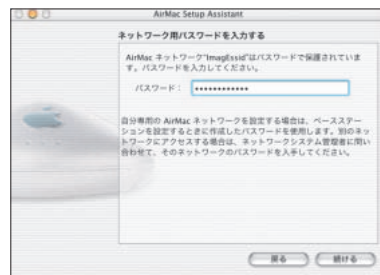 AirMac Setup Assistant
ネットワーク用パスワードを入力する
AirMac ネットワーク“ImagEssid”はパスワードで保護されていま
す。パスワードを入力してください。
パスワード： ••••••••••••
自分専用の AirMac ネットワークを設定する場合は、ベースステー
ションを設定するときに作成したパスワードを使用します。別のネッ
トワークにアクセスする場合は、ネットワークシステム管理者に問い
合わせて、そのネットワークのパスワードを入手してください。
戻る
続ける